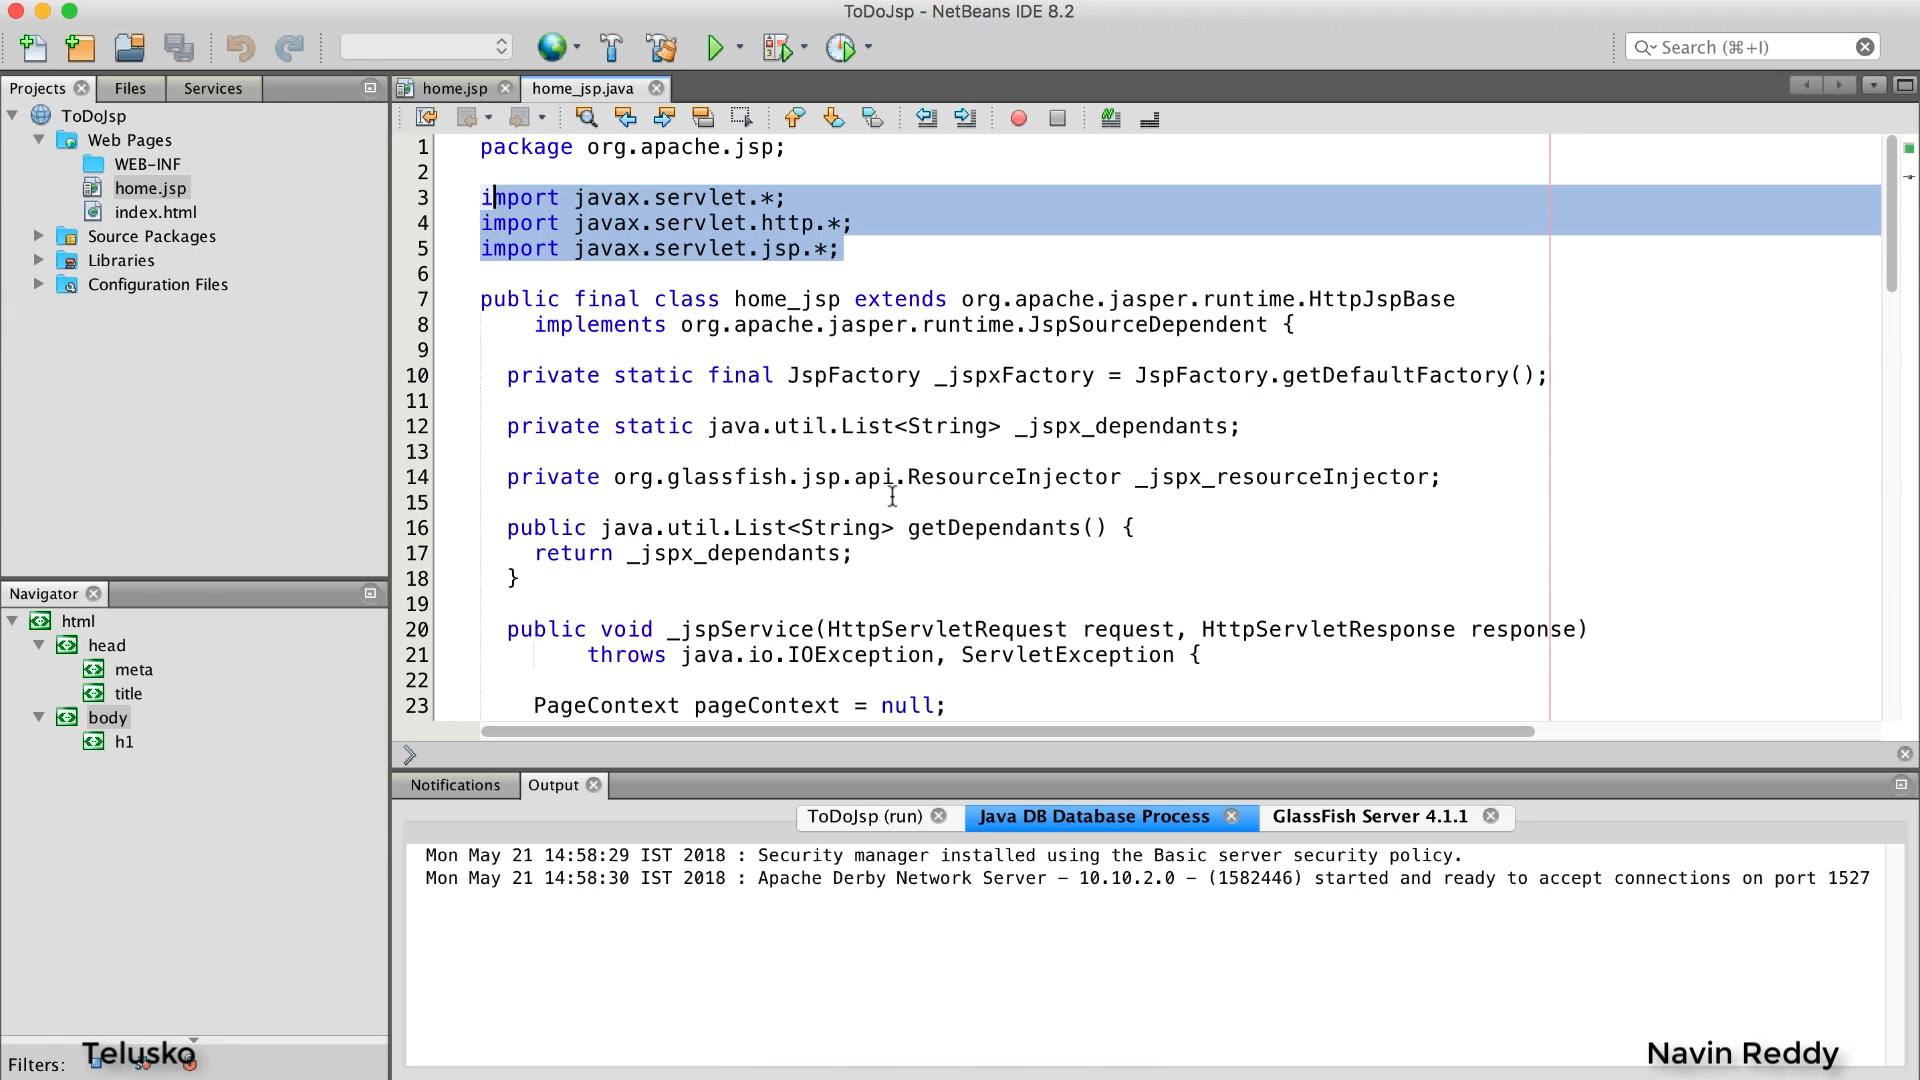 ToDoJsp - NetBeans IDE 8.2
Search (⌘+I)
Projects
Files
Services
home.jsp
home_jsp.java
ToDoJsp
Web Pages
WEB-INF
home.jsp
index.html
Source Packages
Libraries
Configuration Files
1 package org.apache.jsp;
2
3 import javax.servlet.*;
4 import javax.servlet.http.*;
5 import javax.servlet.jsp.*;
6
7 public final class home_jsp extends org.apache.jasper.runtime.HttpJspBase
8 implements org.apache.jasper.runtime.JspSourceDependent {
9
10 private static final JspFactory _jspxFactory = JspFactory.getDefaultFactory();
11
12 private static java.util.List<String> _jspx_dependants;
13
14 private org.glassfish.jsp.api.ResourceInjector _jspx_resourceInjector;
15
16 public java.util.List<String> getDependants() {
17 return _jspx_dependants;
18 }
19
20 public void _jspService(HttpServletRequest request, HttpServletResponse response)
21 throws java.io.IOException, ServletException {
22
23 PageContext pageContext = null;
Navigator
html
head
meta
title
body
h1
Filters:
Telusko
Notifications
Output
ToDoJsp (run)
Java DB Database Process
GlassFish Server 4.1.1
Mon May 21 14:58:29 IST 2018 : Security manager installed using the Basic server security policy.
Mon May 21 14:58:30 IST 2018 : Apache Derby Network Server - 10.10.2.0 - (1582446) started and ready to accept connections on port 1527
Navin Reddy